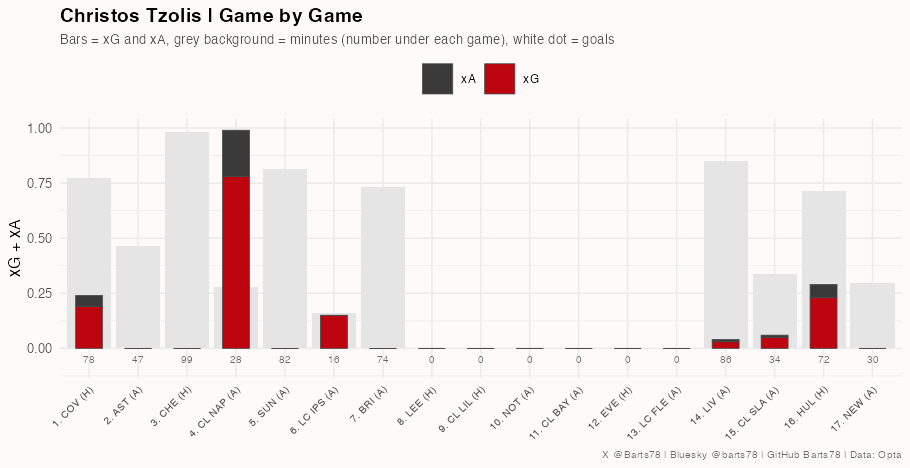 Christos Tzolis | Game by Game
Bars = xG and xA, grey background = minutes (number under each game), white dot = goals
xA xG
xG + xA
1.00
0.75
0.50
0.25
0.00
78 47 99 28 82 16 74 0 0 0 0 0 0 86 34 72 30
1. COV (H)
2. AST (A)
3. CHE (H)
4. CL NAP (A)
5. SUN (A)
6. LC IPS (A)
7. BRI (A)
8. LEE (H)
9. CL LIL (H)
10. NOT (A)
11. CL BAY (A)
12. EVE (H)
13. LC FLE (A)
14. LIV (A)
15. CL SLA (A)
16. HUL (H)
17. NEW (A)
X @Barts78 | Bluesky @barts78 | GitHub Barts78 | Data: Opta